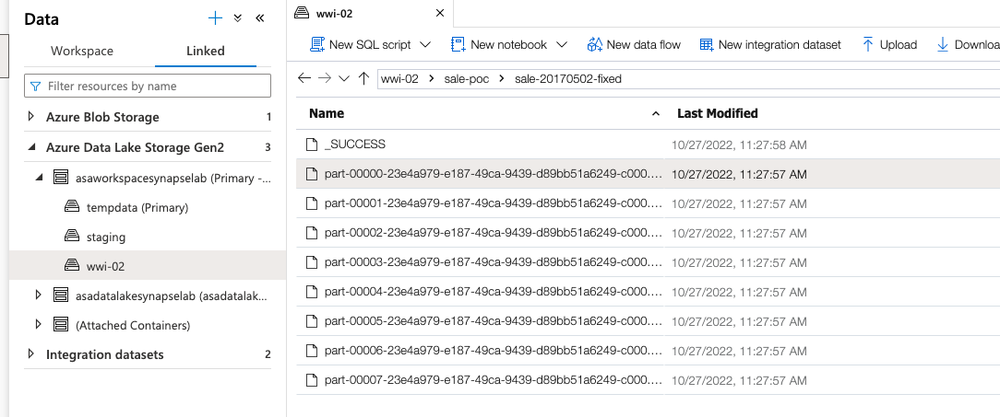 Data
Workspace
Linked
Filter resources by name
Azure Blob Storage 1
Azure Data Lake Storage Gen2 3
asaworkspacesynapselab (Primary -...
tempdata (Primary)
staging
wwi-02
asadatalakesynapselab (asadatalak...
(Attached Containers)
Integration datasets 2
wwi-02
New SQL script
New notebook
New data flow
New integration dataset
Upload
Downloa
wwi-02 > sale-poc > sale-20170502-fixed
Name Last Modified
_SUCCESS 10/27/2022, 11:27:58 AM
part-00000-23e4a979-e187-49ca-9439-d89bb51a6249-c000.... 10/27/2022, 11:27:57 AM
part-00001-23e4a979-e187-49ca-9439-d89bb51a6249-c000.... 10/27/2022, 11:27:57 AM
part-00002-23e4a979-e187-49ca-9439-d89bb51a6249-c000.... 10/27/2022, 11:27:57 AM
part-00003-23e4a979-e187-49ca-9439-d89bb51a6249-c000.... 10/27/2022, 11:27:57 AM
part-00004-23e4a979-e187-49ca-9439-d89bb51a6249-c000.... 10/27/2022, 11:27:57 AM
part-00005-23e4a979-e187-49ca-9439-d89bb51a6249-c000.... 10/27/2022, 11:27:57 AM
part-00006-23e4a979-e187-49ca-9439-d89bb51a6249-c000.... 10/27/2022, 11:27:57 AM
part-00007-23e4a979-e187-49ca-9439-d89bb51a6249-c000.... 10/27/2022, 11:27:57 AM